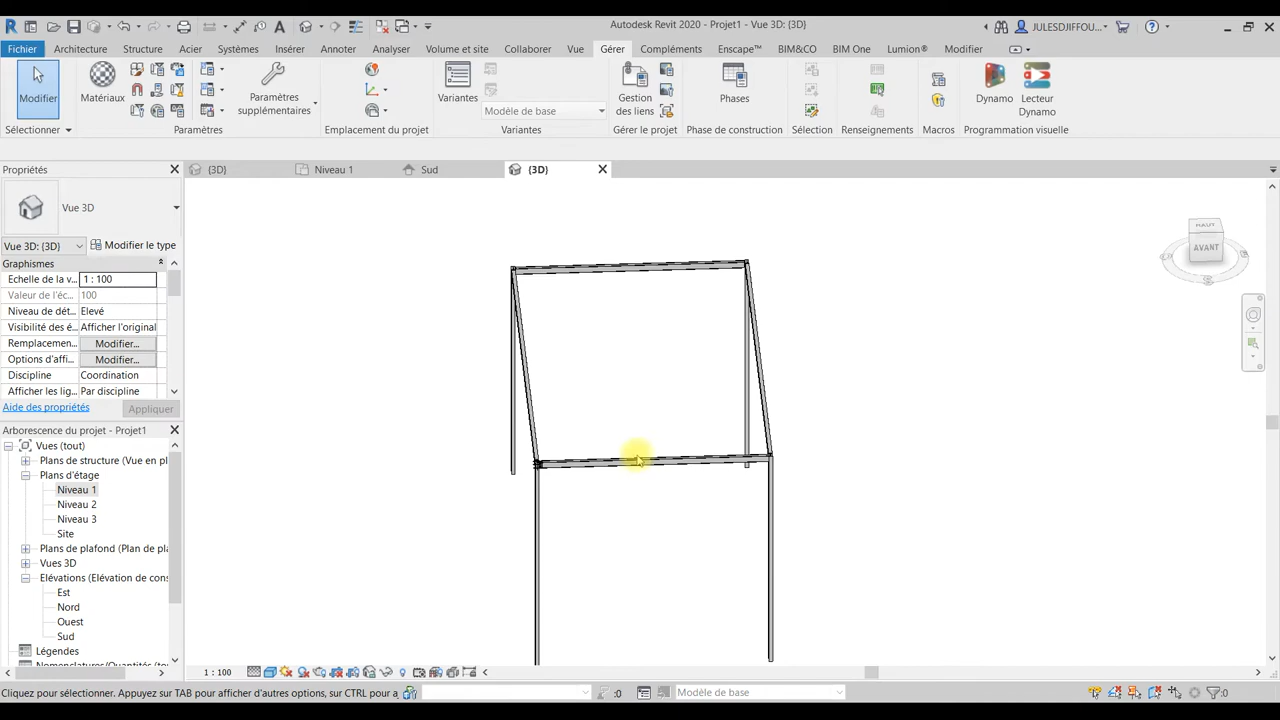 Autodesk Revit 2020 - Projet1 - Vue 3D: {3D}
JULESDJIFFOU...
Fichier Architecture Structure Acier Systèmes Insérer Annoter Analyser Volume et site Collaborer Vue Gérer Compléments Enscape™ BIM&CO BIM One Lumion® Modifier
Modifier
Matériaux
Paramètres
supplémentaires
Variantes
Modèle de base
Gestion
des liens
Phases
Dynamo
Lecteur
Dynamo
Sélectionner Paramètres Emplacement du projet Variantes Gérer le projet Phase de construction Sélection Renseignements Macros Programmation visuelle
Propriétés
{3D} Niveau 1 Sud {3D}
Vue 3D
Vue 3D: {3D} Modifier le type
Graphismes
Echelle de la v... 1 : 100
Valeur de l'éc... 100
Niveau de dét... Elevé
Visibilité des é... Afficher l'original
Remplacemen... Modifier...
Options d'affi... Modifier...
Discipline Coordination
Afficher les lig... Par discipline
Aide des propriétés Appliquer
Arborescence du projet - Projet1
Vues (tout)
Plans de structure (Vue en pl
Plans d'étage
Niveau 1
Niveau 2
Niveau 3
Site
Plans de plafond (Plan de pla
Vues 3D
Elévations (Elévation de cons
Est
Nord
Ouest
Sud
Légendes
Nomenclatures/Quantités (tou
HAUT
AVANT
1 : 100
Cliquez pour sélectionner. Appuyez sur TAB pour afficher d'autres options, sur CTRL pour a :0 Modèle de base :0